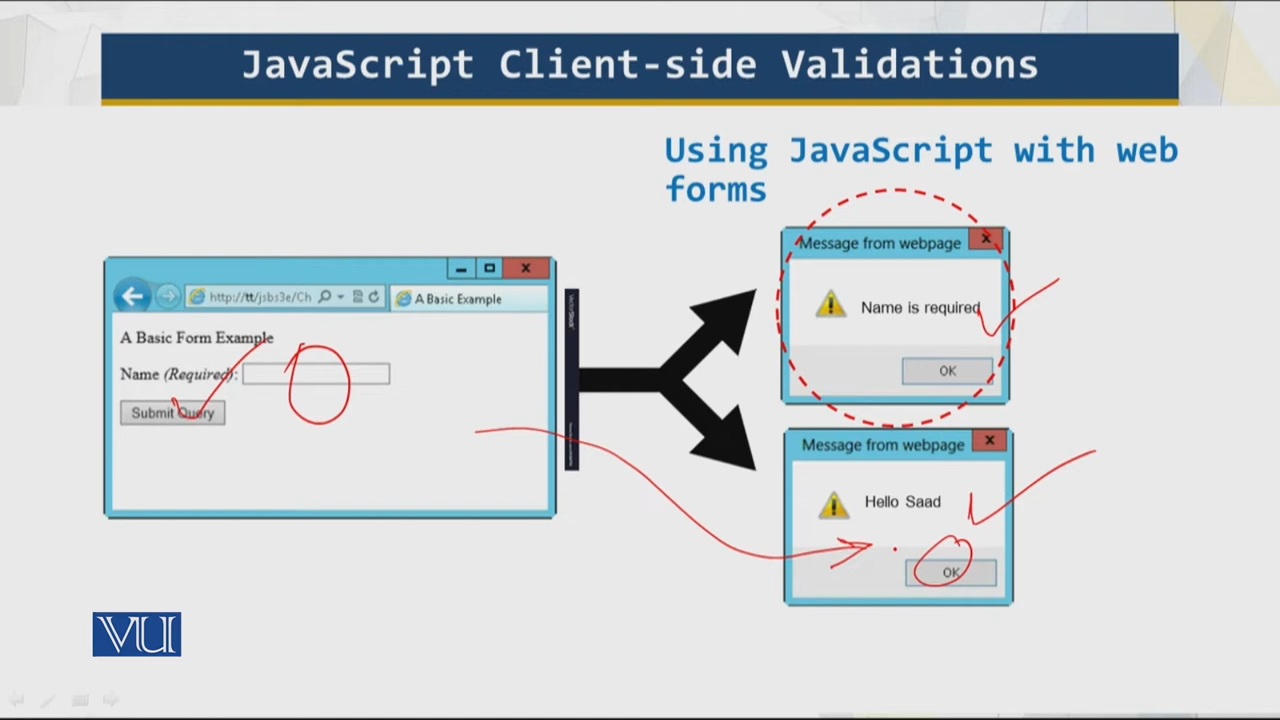 JavaScript Client-side Validations
Using JavaScript with web
forms
http://tt/jsbs3e/Ch
A Basic Example
A Basic Form Example
Name (Required):
Submit Query
Message from webpage
Name is required
OK
Message from webpage
Hello Saad
OK
VU